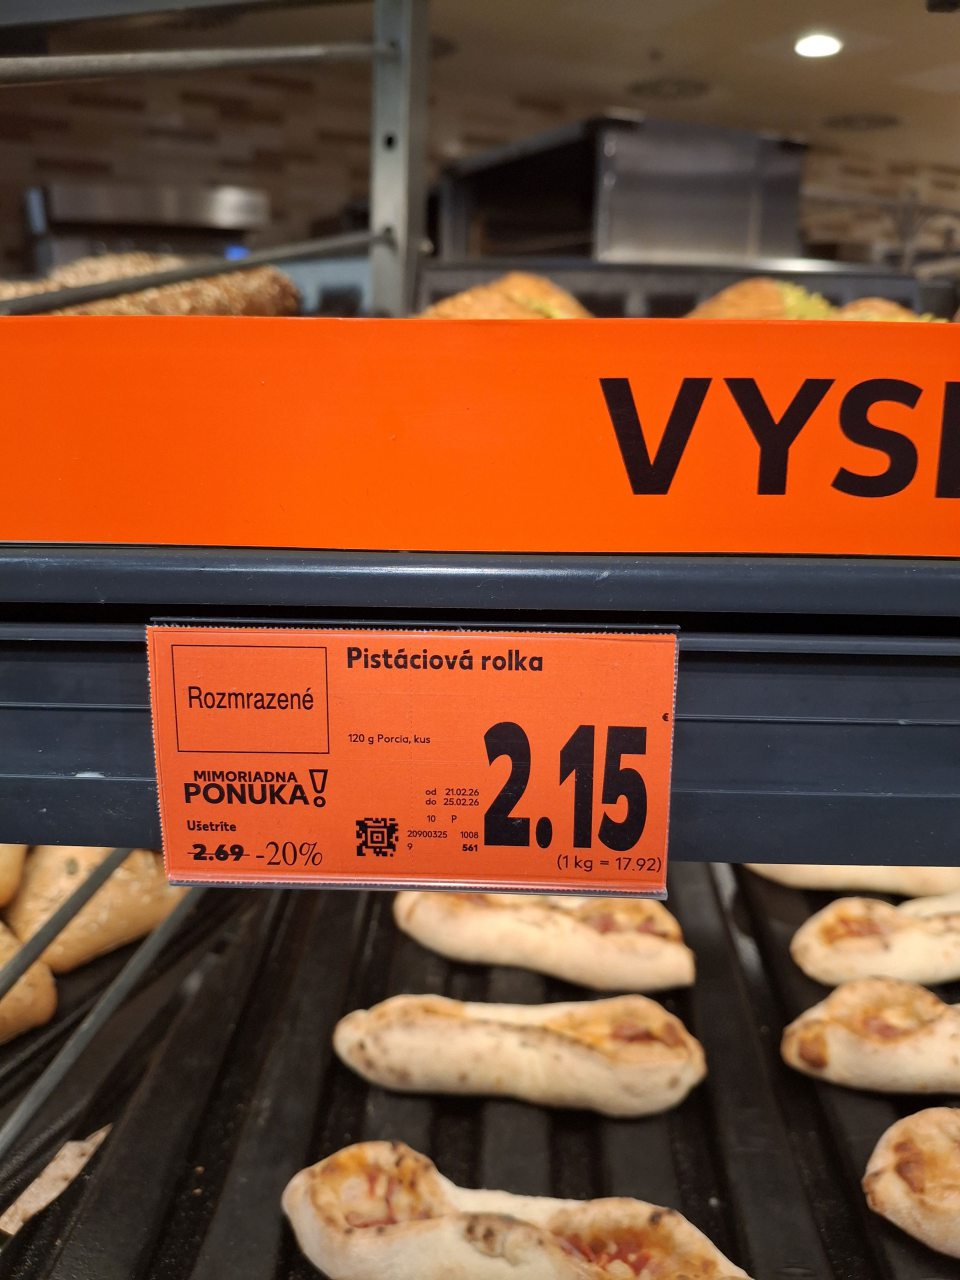 VYS
Pistáciová rolka
Rozmrazené
€
120 g Porcia, kus
2.15
MIMORIADNA
PONUKA!
od 21.02.26
do 25.02.26
10 P
Ušetríte
20900325 1008
2.69 -20%
9 561
(1 kg = 17.92)